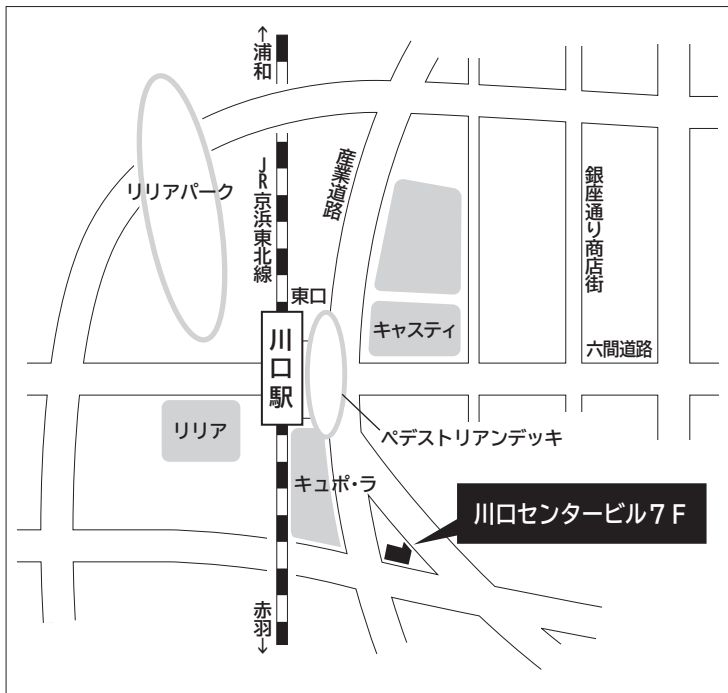 ↑浦和
リリアパーク
JR京浜東北線
産業道路
銀座通り商店街
東口
川口駅
キャスティ
六間道路
リリア
ペデストリアンデッキ
キュポ・ラ
川口センタービル7F
赤羽↓